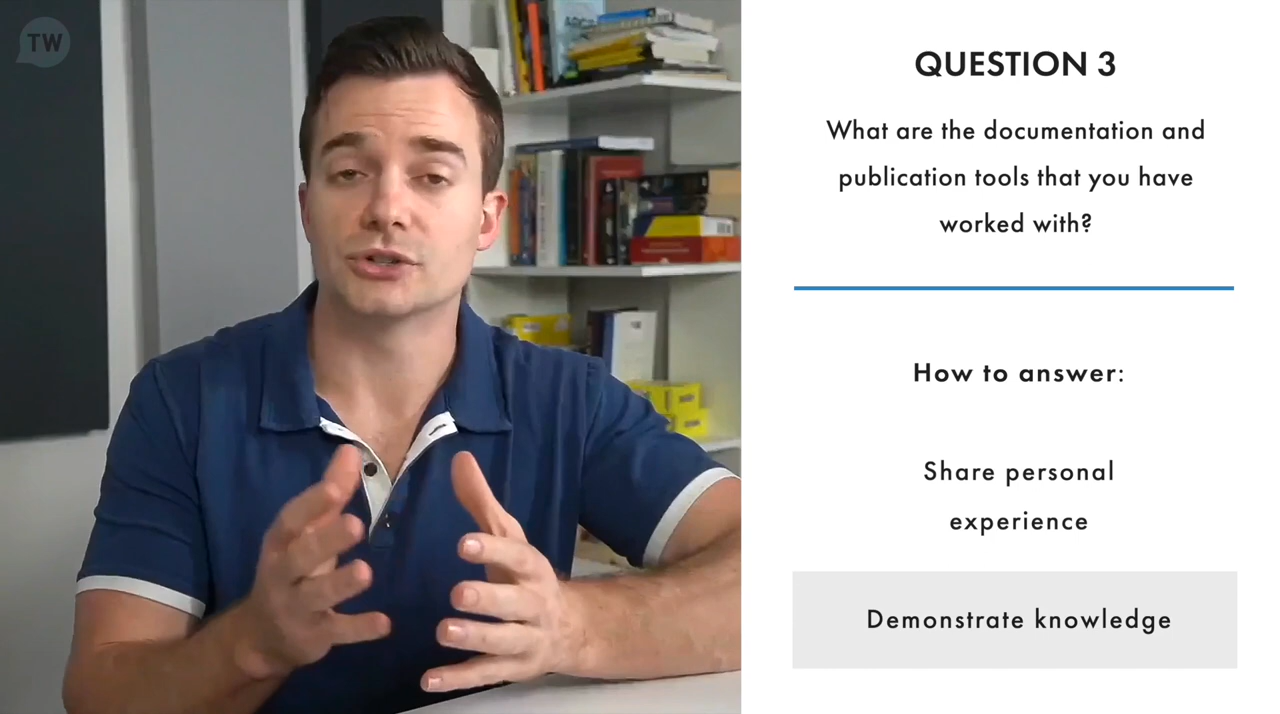 TW
QUESTION 3
What are the documentation and
publication tools that you have
worked with?
How to answer:
Share personal
experience
Demonstrate knowledge